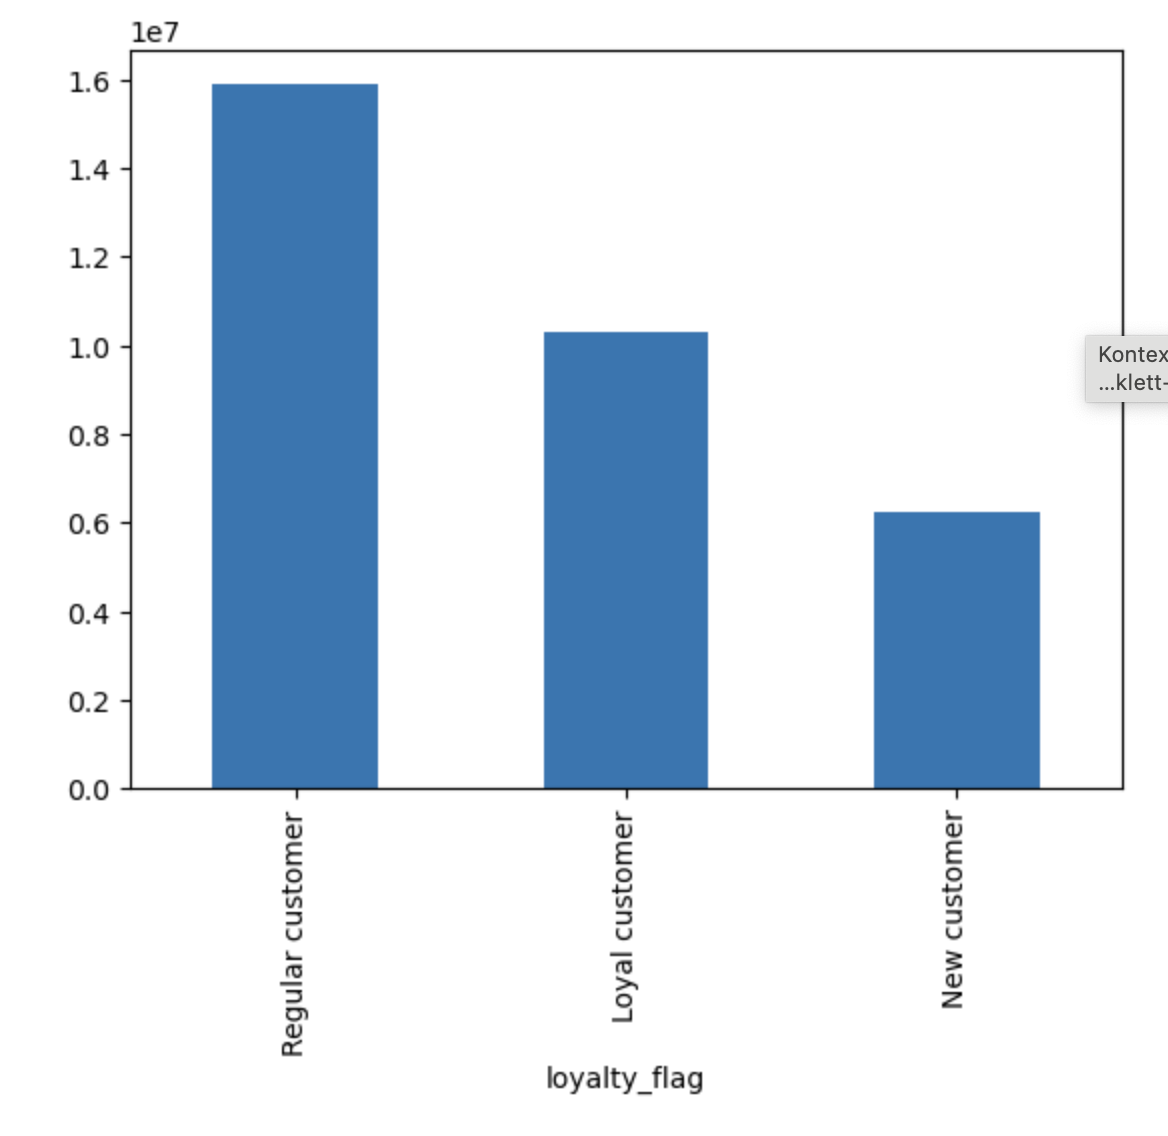 1e7
1.6
1.4
1.2
1.0
0.8
0.6
0.4
0.2
0.0
Regular customer
Loyal customer
New customer
loyalty_flag
Kontex
...klett-